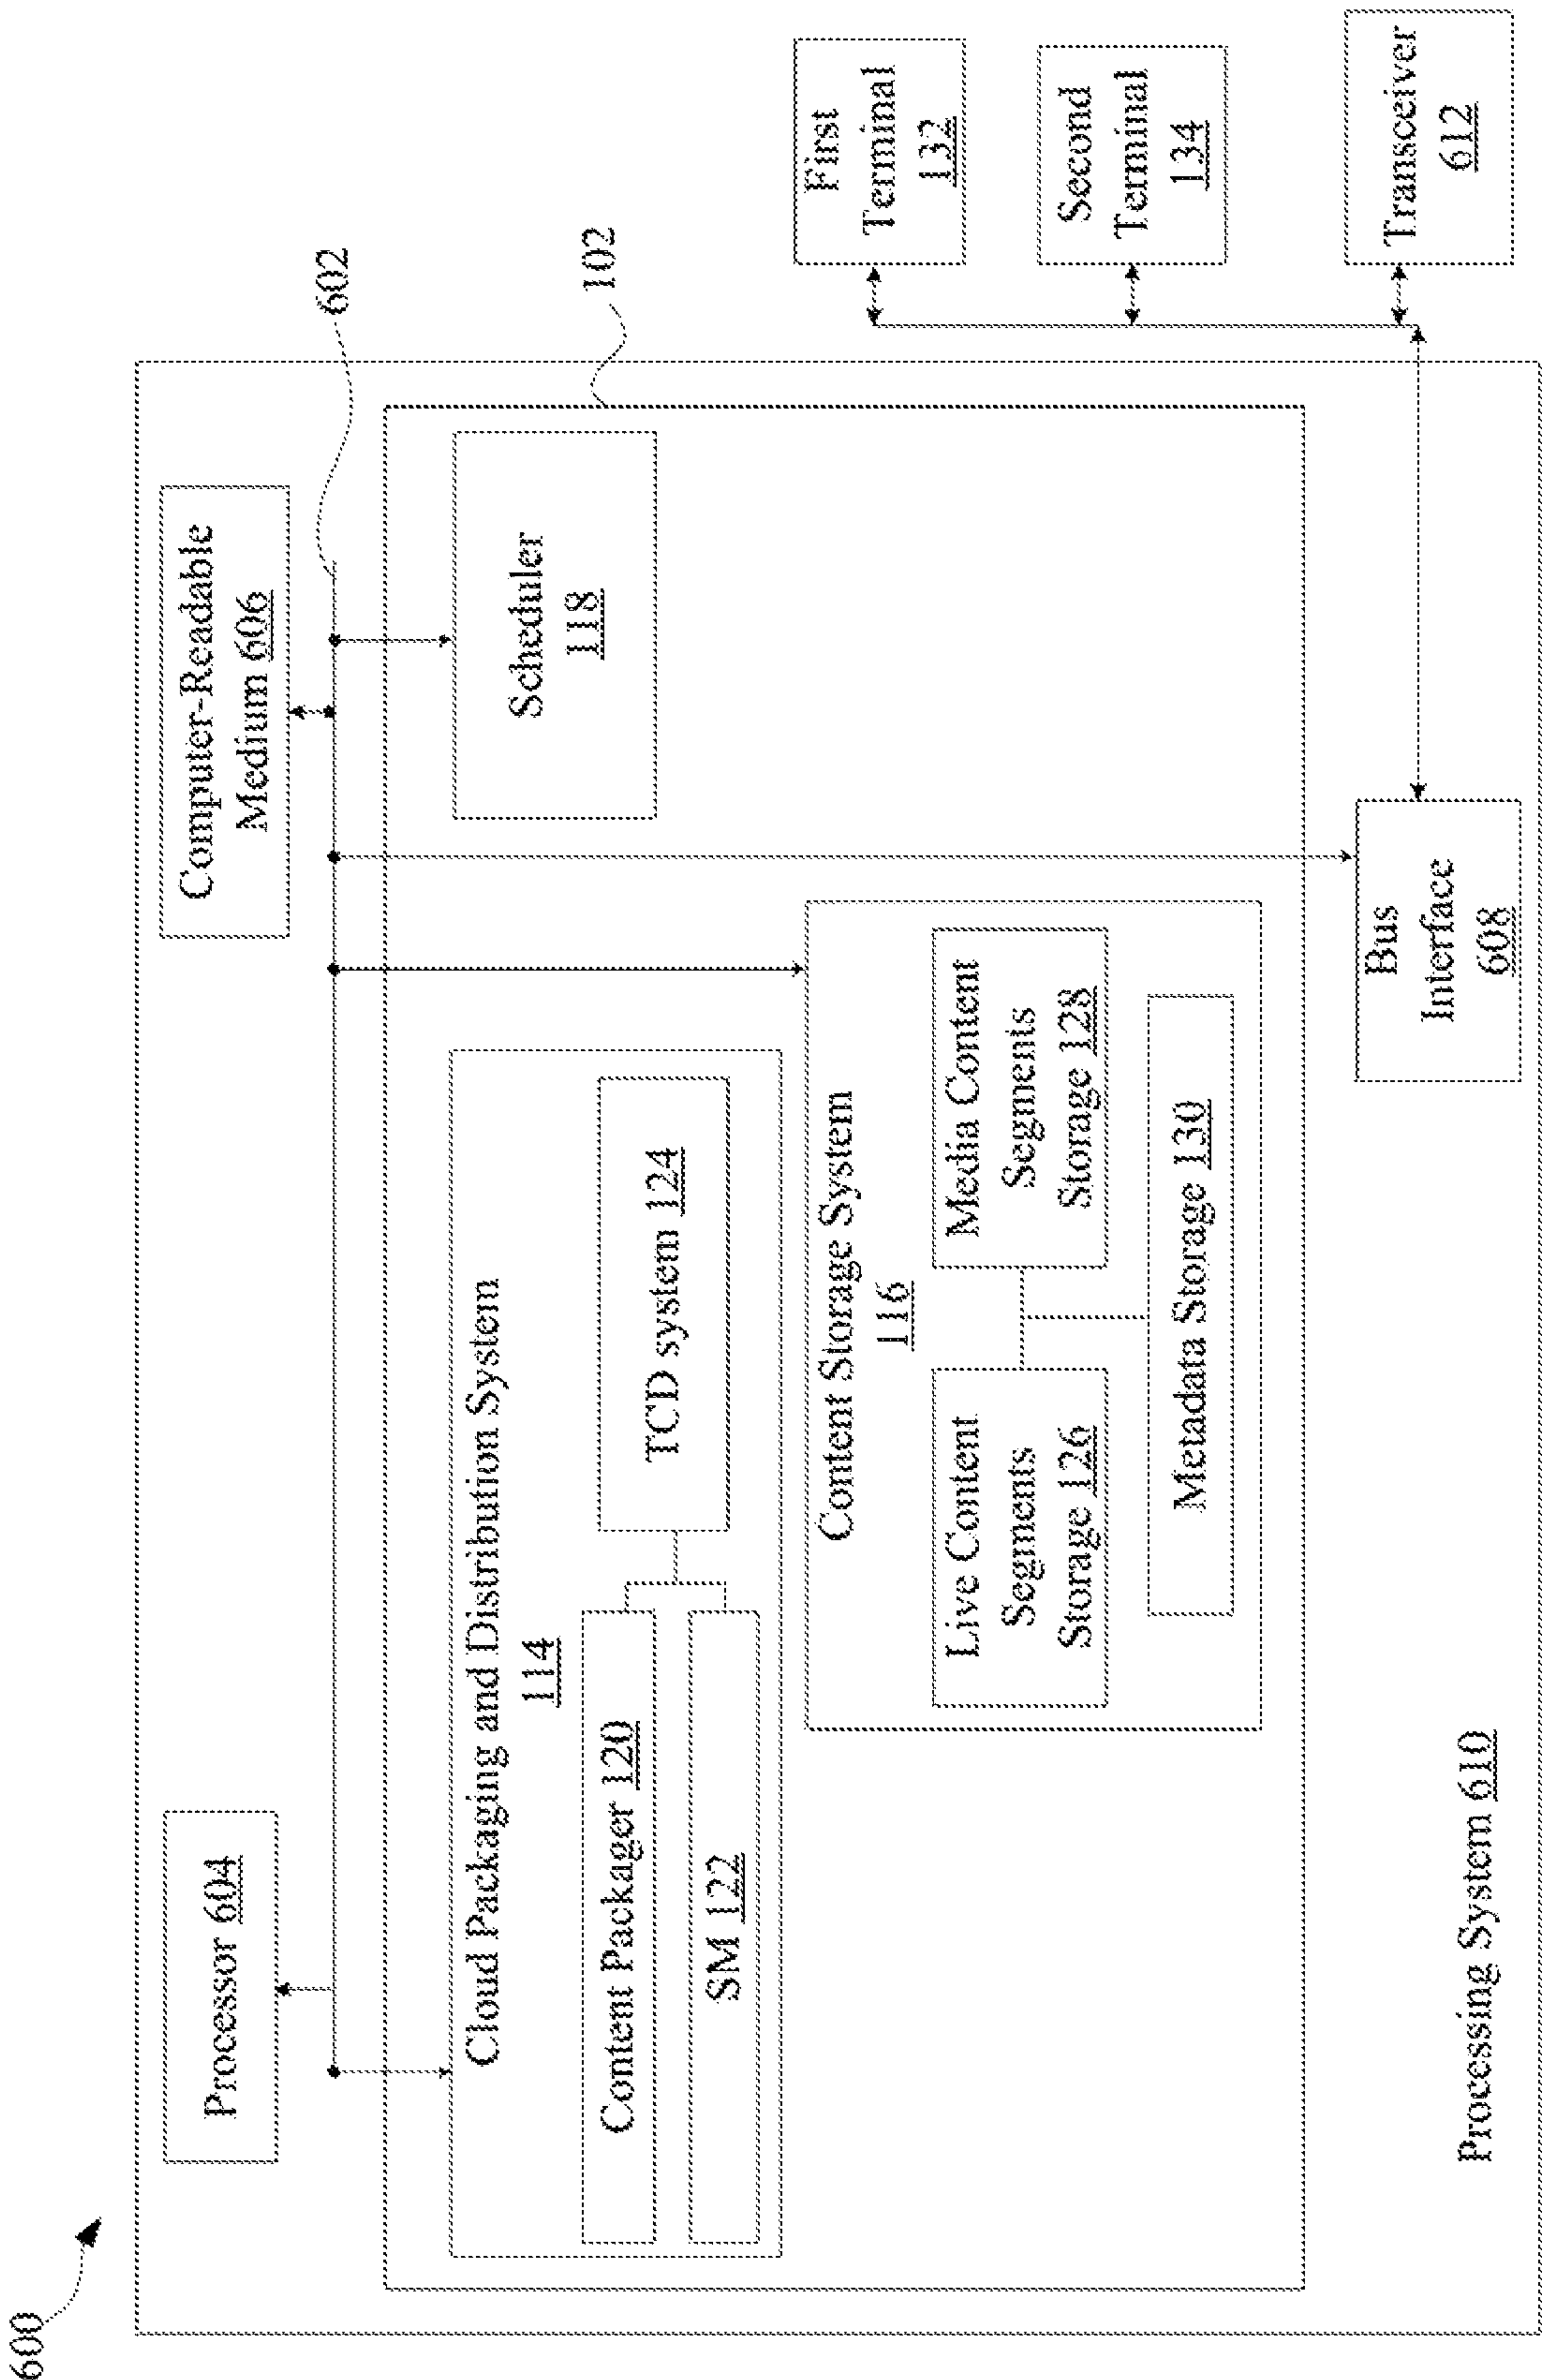 600
Processor 604
Computer-Readable
Medium 606
602
102
Cloud Packaging and Distribution System
114
Content Packager 120
SM 122
TCD system 124
Scheduler
118
Content Storage System
116
Live Content
Segments
Storage 126
Media Content
Segments
Storage 128
Metadata Storage 130
Processing System 610
Bus
Interface
608
First
Terminal
132
Second
Terminal
134
Transceiver
612